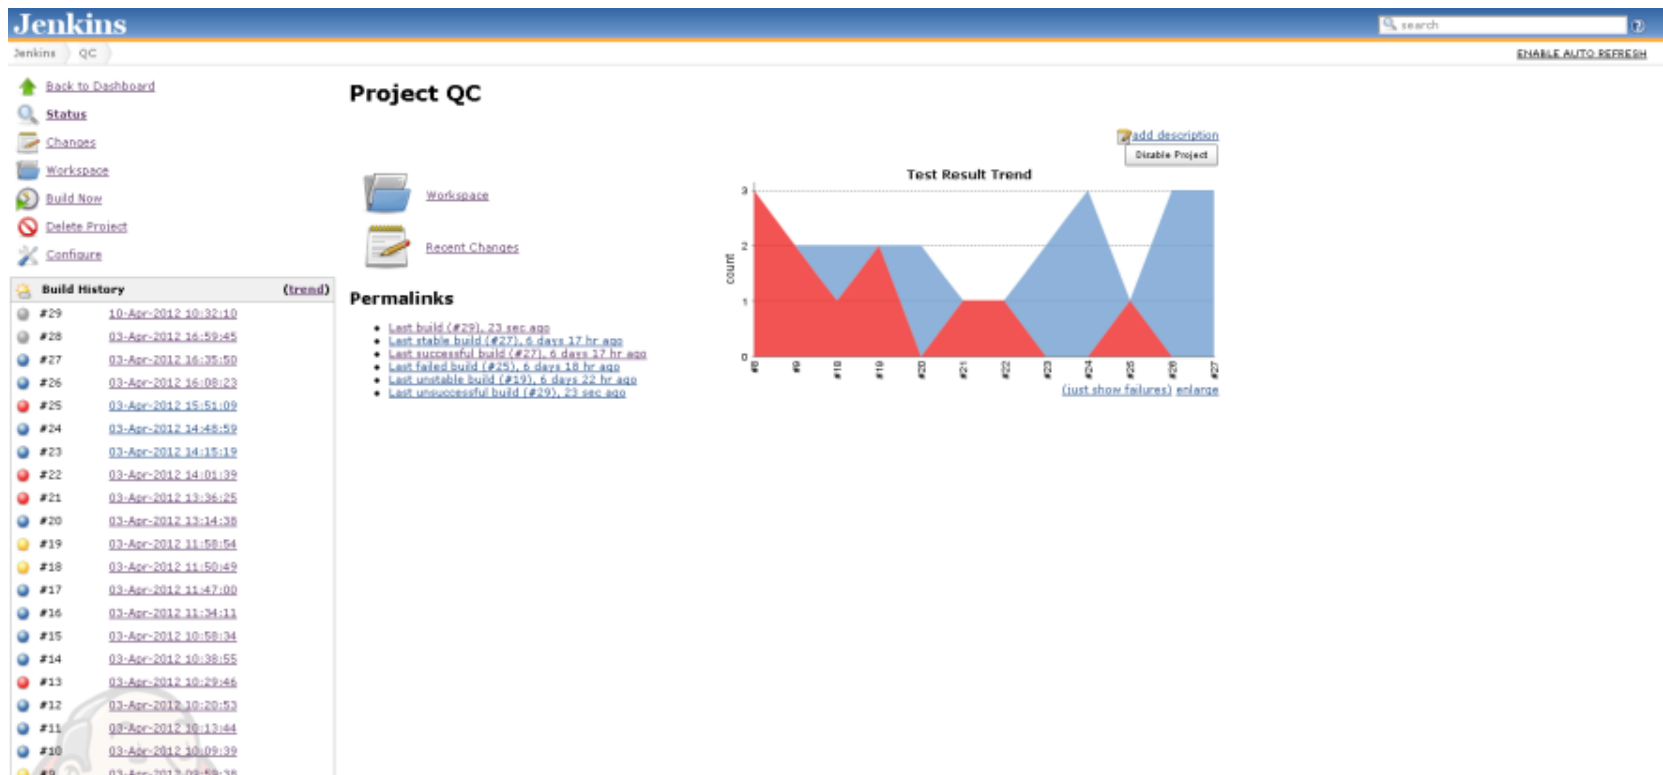 Jenkins
search
Jenkins QC
ENABLE AUTO REFRESH
Back to Dashboard
Status
Changes
Workspace
Build Now
Delete Project
Configure
Build History (trend)
#29 10-Apr-2012 10:32:10
#28 03-Apr-2012 16:59:45
#27 03-Apr-2012 16:35:50
#26 03-Apr-2012 16:08:23
#25 03-Apr-2012 15:51:09
#24 03-Apr-2012 14:48:59
#23 03-Apr-2012 14:15:19
#22 03-Apr-2012 14:01:39
#21 03-Apr-2012 13:36:25
#20 03-Apr-2012 13:14:38
#19 03-Apr-2012 11:58:54
#18 03-Apr-2012 11:50:49
#17 03-Apr-2012 11:47:00
#16 03-Apr-2012 11:34:11
#15 03-Apr-2012 10:58:34
#14 03-Apr-2012 10:38:55
#13 03-Apr-2012 10:29:46
#12 03-Apr-2012 10:20:53
#11 03-Apr-2012 10:13:44
#10 03-Apr-2012 10:09:39
#9 03-Apr-2012 09:59:38
Project QC
Workspace
Recent Changes
Permalinks
Last build (#29), 23 sec ago
Last stable build (#27), 6 days 17 hr ago
Last successful build (#27), 6 days 17 hr ago
Last failed build (#25), 6 days 18 hr ago
Last unstable build (#19), 6 days 22 hr ago
Last unsuccessful build (#29), 23 sec ago
add description
Disable Project
Test Result Trend
count
3
2
1
0
#8 #9 #18 #19 #20 #21 #22 #23 #24 #25 #26 #27
(just show failures) enlarge